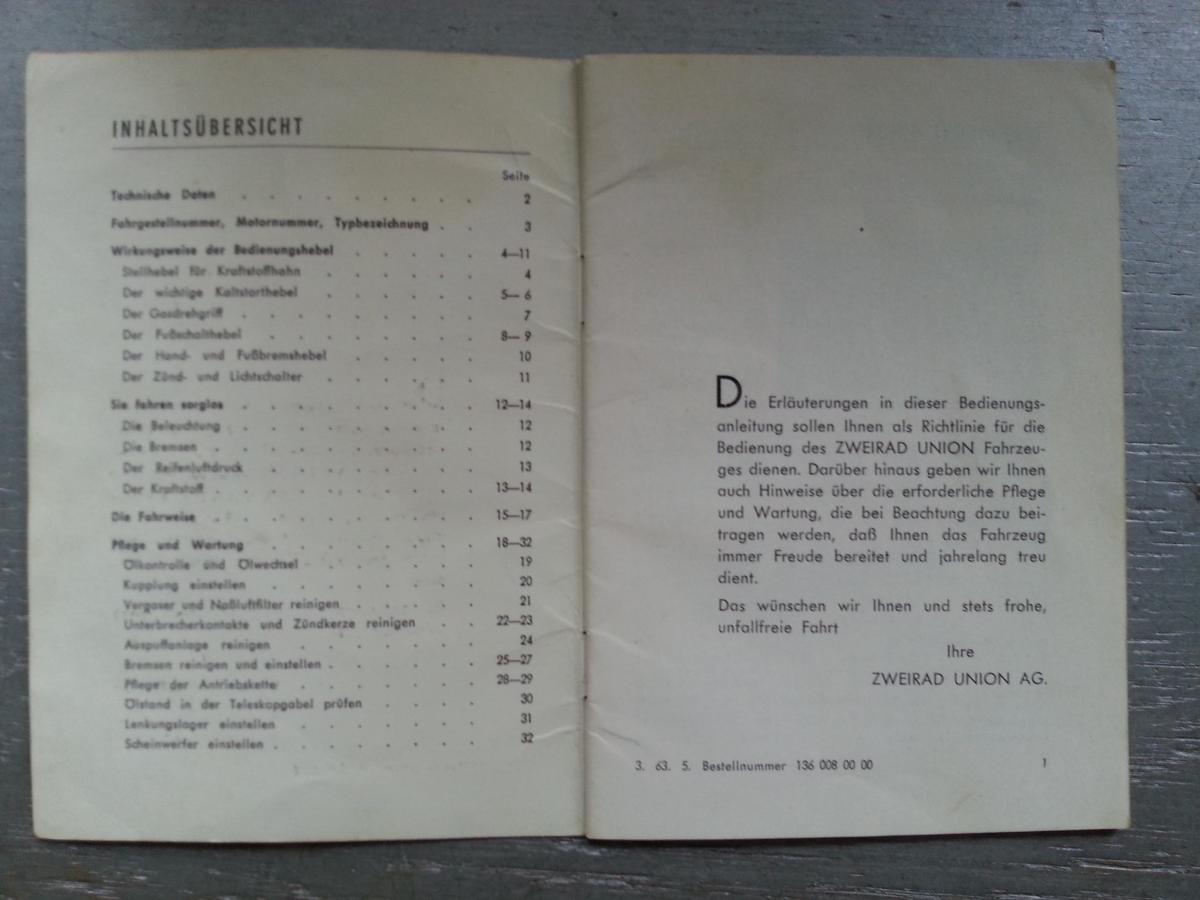 INHALTSÜBERSICHT
Seite
Technische Daten . . . . . . . . . 2
Fahrgestellnummer, Motornummer, Typbezeichnung . . 3
Wirkungsweise der Bedienungshebel . . . . . 4—11
Stellhebel für Kraftstoffhahn . . . . . . 4
Der wichtige Kaltstarthebel . . . . . . 5— 6
Der Gasdrehgriff . . . . . . . . . 7
Der Fußschalthebel . . . . . . . . 8— 9
Der Hand- und Fußbremshebel . . . . . 10
Der Zünd- und Lichtschalter . . . . . . 11
Sie fahren sorglos . . . . . . . . . 12—14
Die Beleuchtung . . . . . . . . . 12
Die Bremsen . . . . . . . . . . 12
Der Reifenluftdruck . . . . . . . . 13
Der Kraftstoff . . . . . . . . . . 13—14
Die Fahrweise . . . . . . . . . . 15—17
Pflege und Wartung . . . . . . . . 18—32
Ölkontrolle und Ölwechsel . . . . . . 19
Kupplung einstellen . . . . . . . . 20
Vergaser und Naßluftfilter reinigen . . . . . 21
Unterbrecherkontakte und Zündkerze reinigen . . 22—23
Auspuffanlage reinigen . . . . . . . 24
Bremsen reinigen und einstellen . . . . . . 25—27
Pflege der Antriebskette . . . . . . . 28—29
Ölstand in der Teleskopgabel prüfen . . . . 30
Lenkungslager einstellen . . . . . . . 31
Scheinwerfer einstellen . . . . . . . . 32
Die Erläuterungen in dieser Bedienungs-
anleitung sollen Ihnen als Richtlinie für die
Bedienung des ZWEIRAD UNION Fahrzeu-
ges dienen. Darüber hinaus geben wir Ihnen
auch Hinweise über die erforderliche Pflege
und Wartung, die bei Beachtung dazu bei-
tragen werden, daß Ihnen das Fahrzeug
immer Freude bereitet und jahrelang treu
dient.
Das wünschen wir Ihnen und stets frohe,
unfallfreie Fahrt
Ihre
ZWEIRAD UNION AG.
3. 63. 5. Bestellnummer 136 008 00 00 1